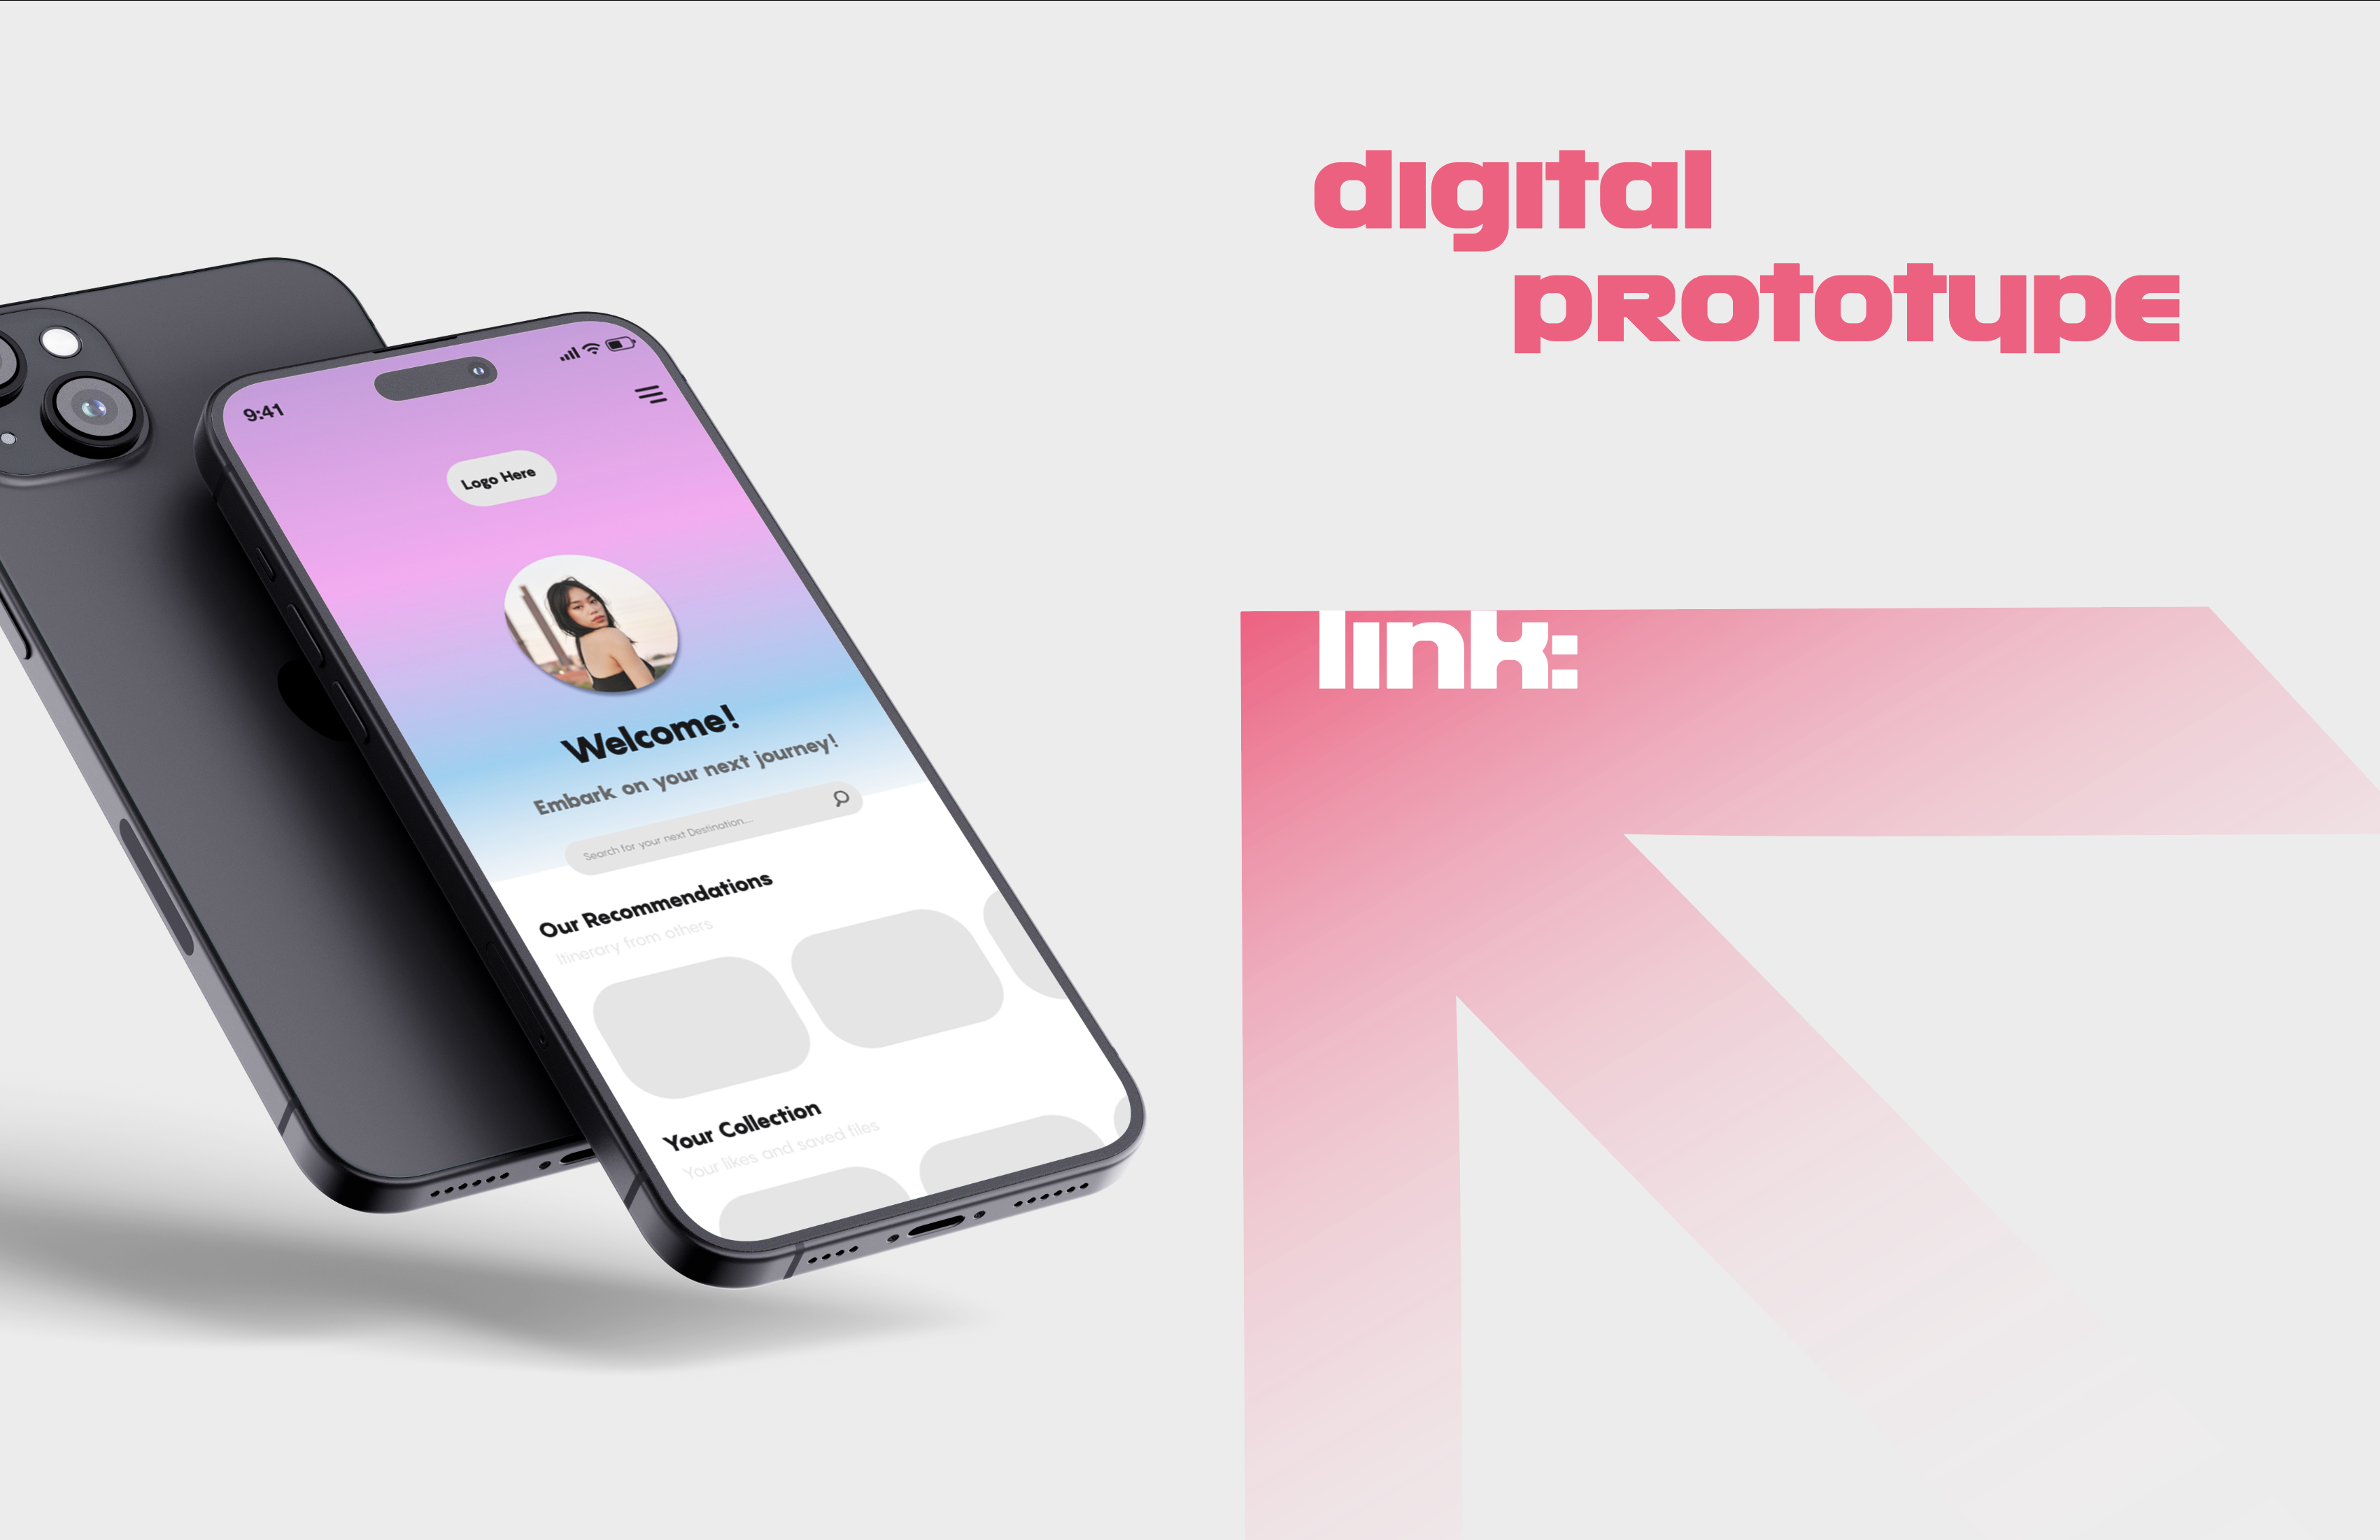 digital
prototype
link:
9:41
Logo Here
Welcome!
Embark on your next journey!
Search for your next Destination...
Our Recommendations
Itinerary from others
Your Collection
Your likes and saved files